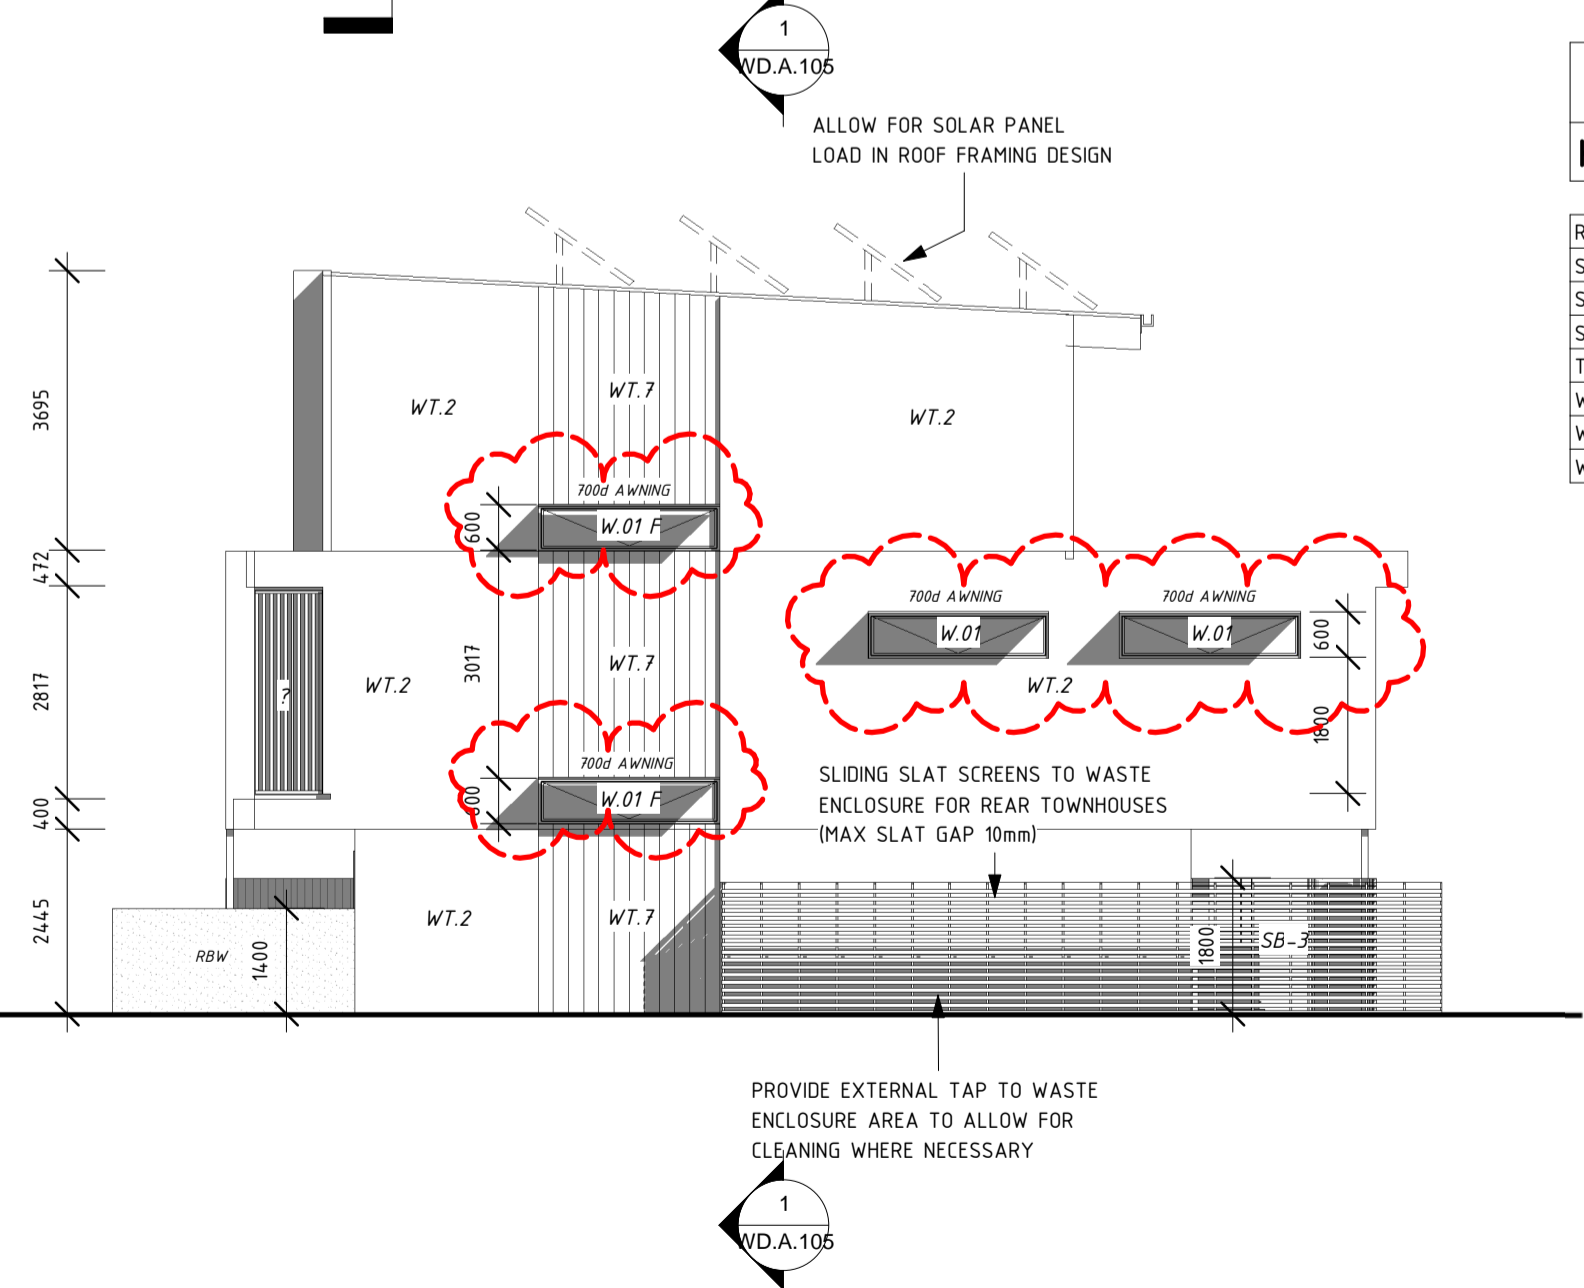 1
WD.A.105
ALLOW FOR SOLAR PANEL
LOAD IN ROOF FRAMING DESIGN
R
S
S
S
T
W
W
W
3695
WT.2
WT.7
WT.2
700d AWNING
600
W.01 F
472
700d AWNING
700d AWNING
W.01
W.01
600
2817
?
WT.2
3017
WT.7
WT.2
1800
700d AWNING
600
W.01 F
SLIDING SLAT SCREENS TO WASTE
ENCLOSURE FOR REAR TOWNHOUSES
(MAX SLAT GAP 10mm)
400
2445
WT.2
WT.7
RBW
1400
1800
SB-3
PROVIDE EXTERNAL TAP TO WASTE
ENCLOSURE AREA TO ALLOW FOR
CLEANING WHERE NECESSARY
1
WD.A.105